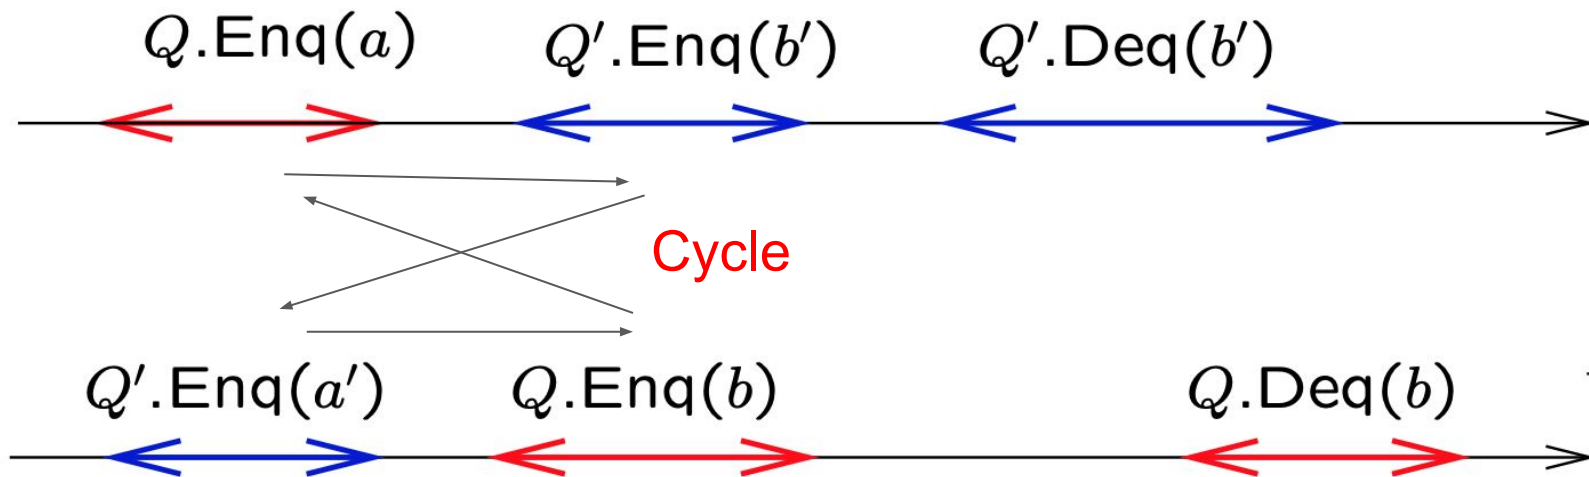 Q.Enq(a) Q′.Enq(b′) Q′.Deq(b′)
Cycle
Q′.Enq(a′) Q.Enq(b) Q.Deq(b)